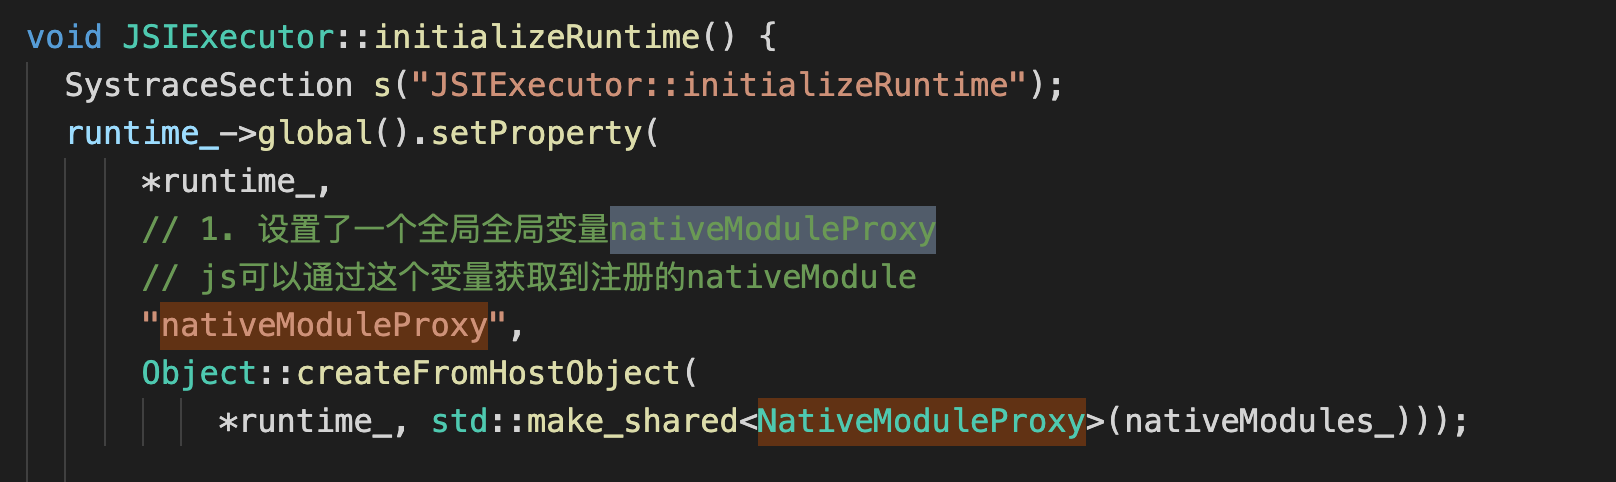 void JSIExecutor::initializeRuntime() {
SystraceSection s("JSIExecutor::initializeRuntime");
runtime_->global().setProperty(
*runtime_,
// 1. 设置了一个全局全局变量nativeModuleProxy
// js可以通过这个变量获取到注册的nativeModule
"nativeModuleProxy",
Object::createFromHostObject(
*runtime_, std::make_shared<NativeModuleProxy>(nativeModules_)));